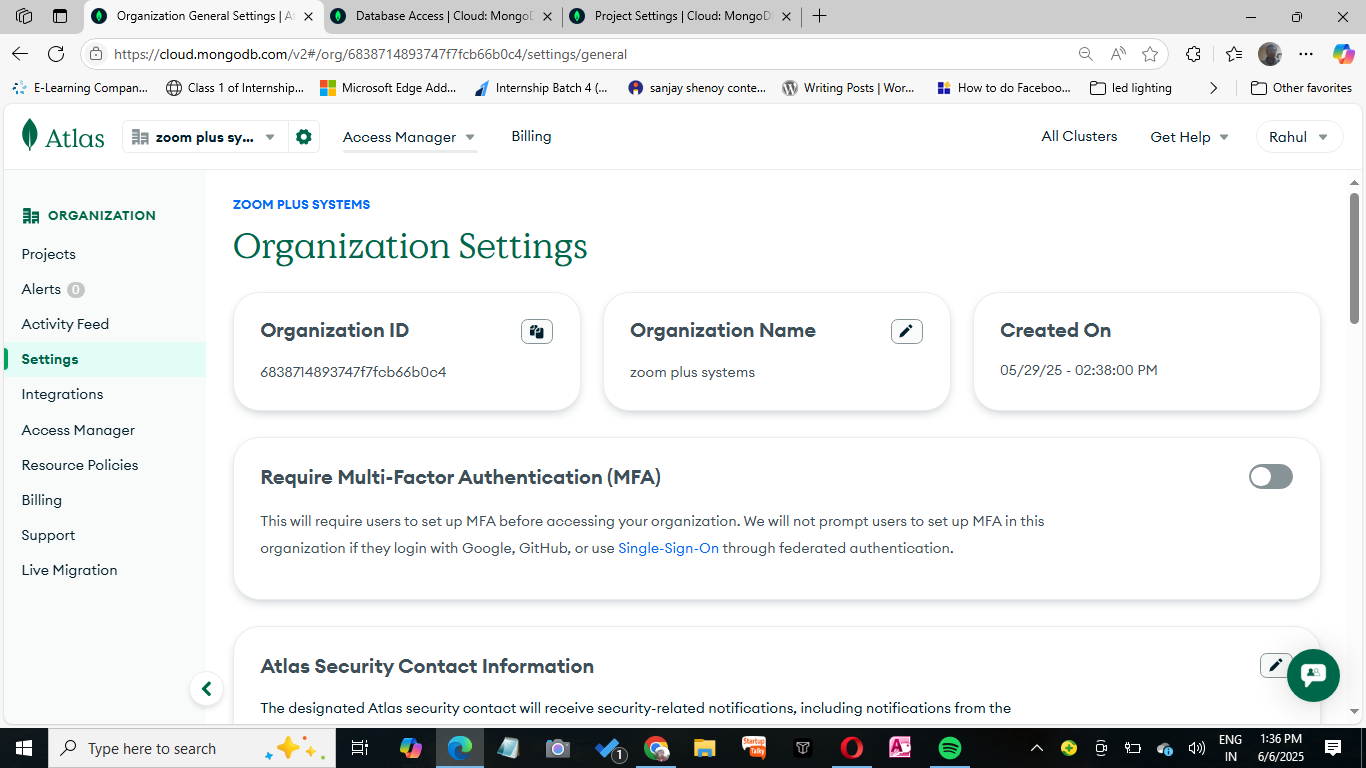 Organization General Settings | A
Database Access | Cloud: MongoD
Project Settings | Cloud: MongoD
https://cloud.mongodb.com/v2#/org/6838714893747f7fcb66b0c4/settings/general
E-Learning Compan...
Class 1 of Internship...
Microsoft Edge Add...
Internship Batch 4 (...
sanjay shenoy conte...
Writing Posts | Wor...
How to do Faceboo...
led lighting
Other favorites
Atlas
zoom plus sy...
Access Manager
Billing
All Clusters
Get Help
Rahul
ORGANIZATION
Projects
Alerts 0
Activity Feed
Settings
Integrations
Access Manager
Resource Policies
Billing
Support
Live Migration
ZOOM PLUS SYSTEMS
Organization Settings
Organization ID
6838714893747f7fcb66b0c4
Organization Name
zoom plus systems
Created On
05/29/25 - 02:38:00 PM
Require Multi-Factor Authentication (MFA)
This will require users to set up MFA before accessing your organization. We will not prompt users to set up MFA in this
organization if they login with Google, GitHub, or use Single-Sign-On through federated authentication.
Atlas Security Contact Information
The designated Atlas security contact will receive security-related notifications, including notifications from the
Type here to search
1
Startup
Talky
ENG
IN
1:36 PM
6/6/2025